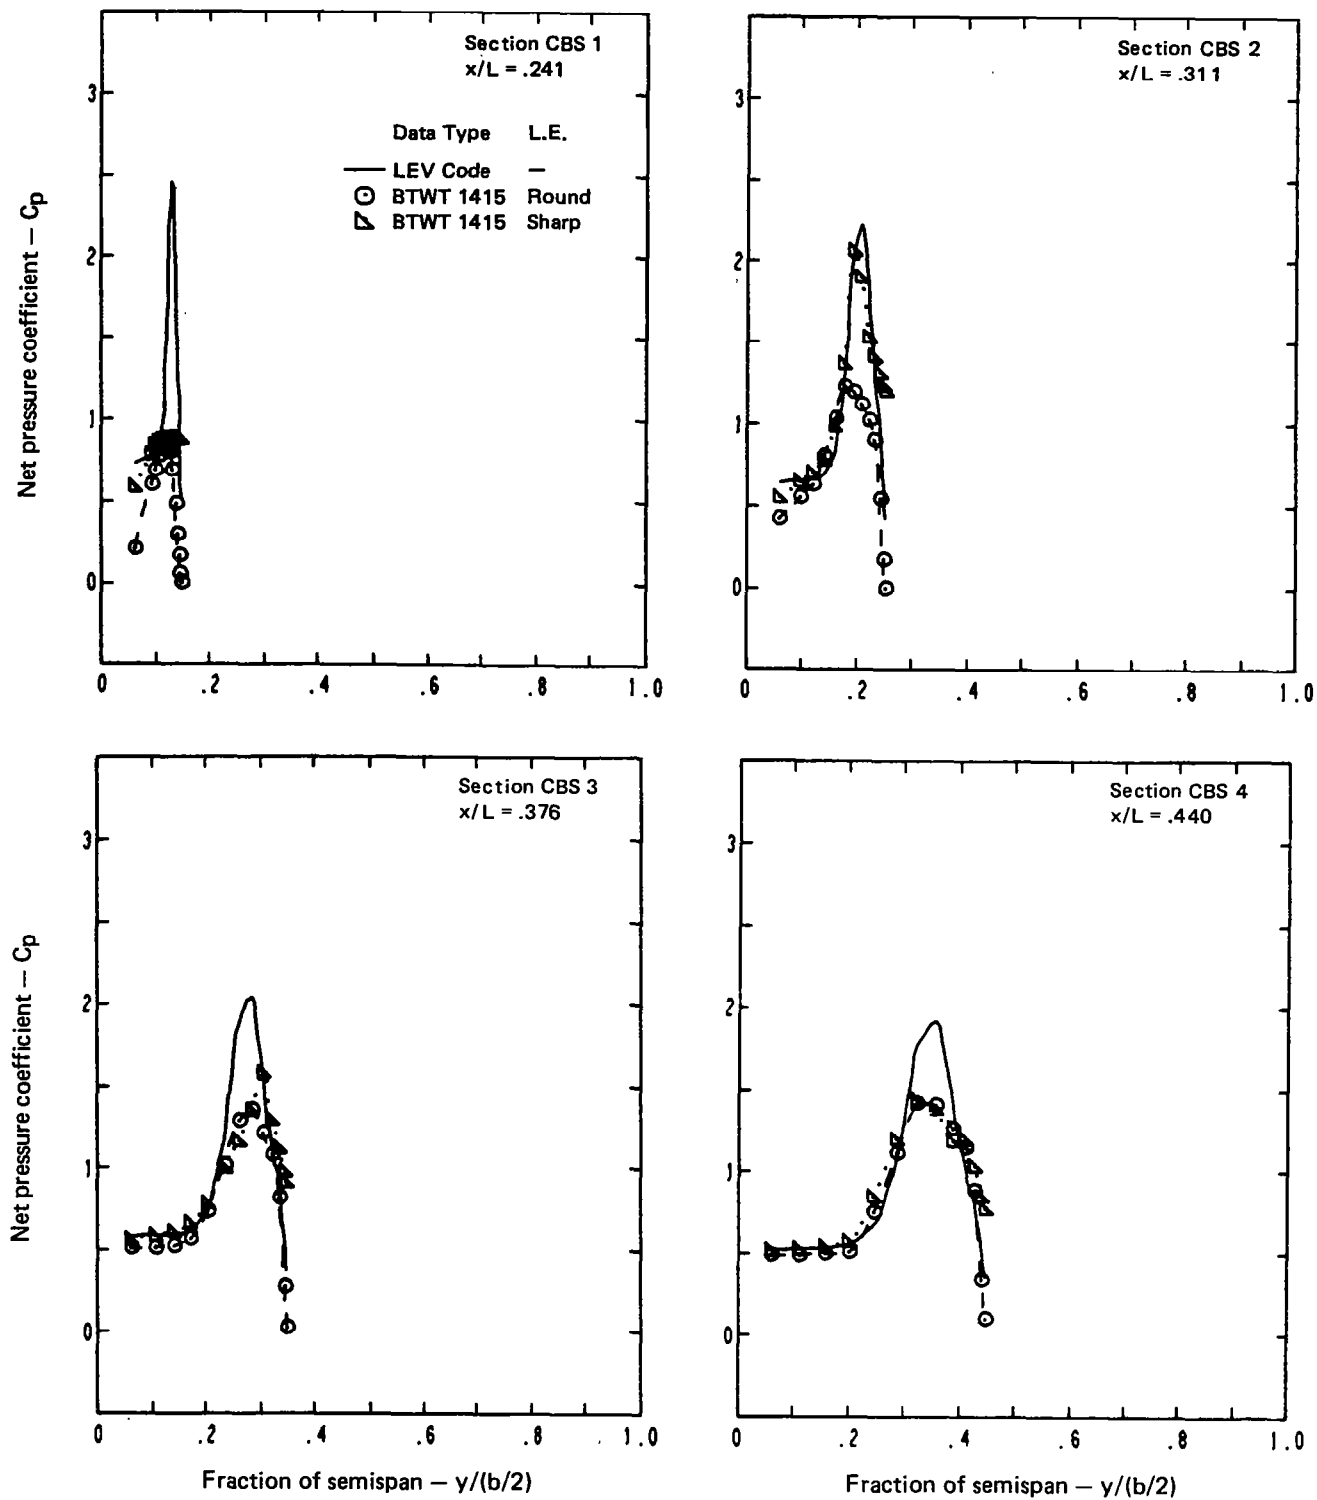 Section CBS 1
x/L = .241
Data Type L.E.
LEV Code –
BTWT 1415 Round
BTWT 1415 Sharp
Net pressure coefficient – Cp
3
2
1
0
0 .2 .4 .6 .8 1.0
Section CBS 2
x/L = .311
3
2
1
0
0 .2 .4 .6 .8 1.0
Section CBS 3
x/L = .376
Net pressure coefficient – Cp
3
2
1
0
0 .2 .4 .6 .8 1.0
Fraction of semispan – y/(b/2)
Section CBS 4
x/L = .440
3
2
1
0
0 .2 .4 .6 .8 1.0
Fraction of semispan – y/(b/2)